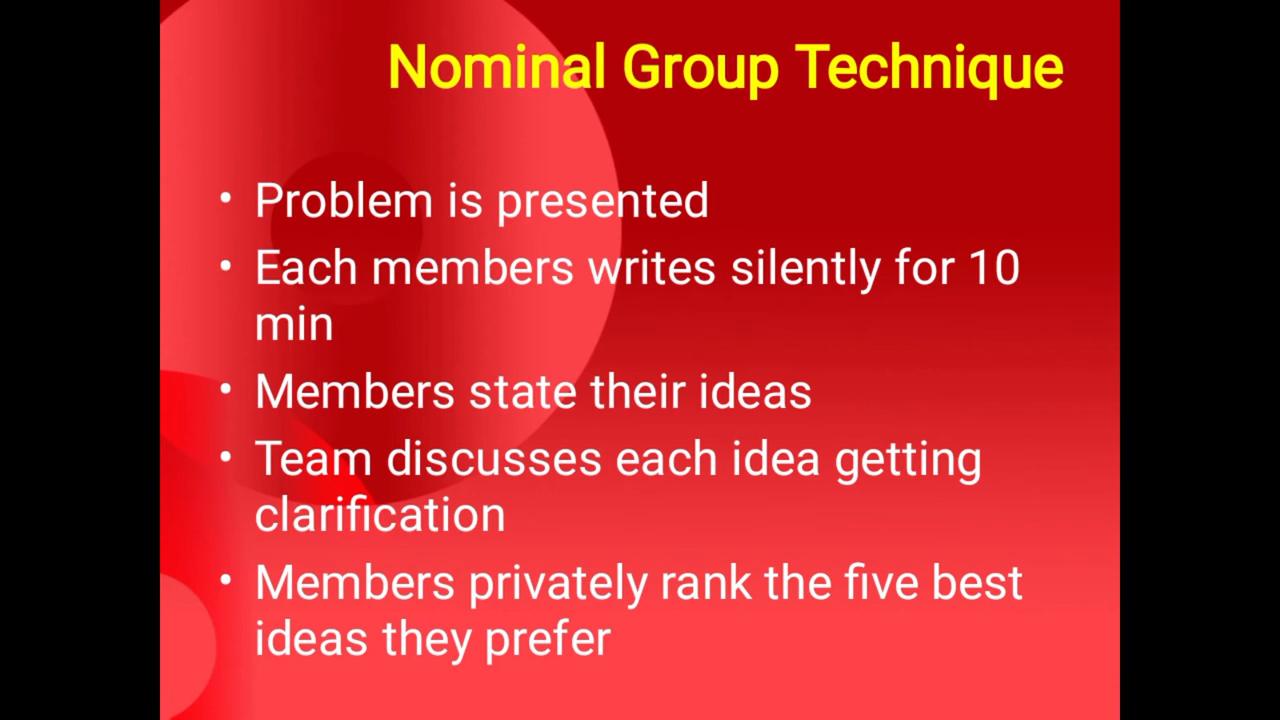 Nominal Group Technique
• Problem is presented
• Each members writes silently for 10
min
• Members state their ideas
• Team discusses each idea getting
clarification
• Members privately rank the five best
ideas they prefer